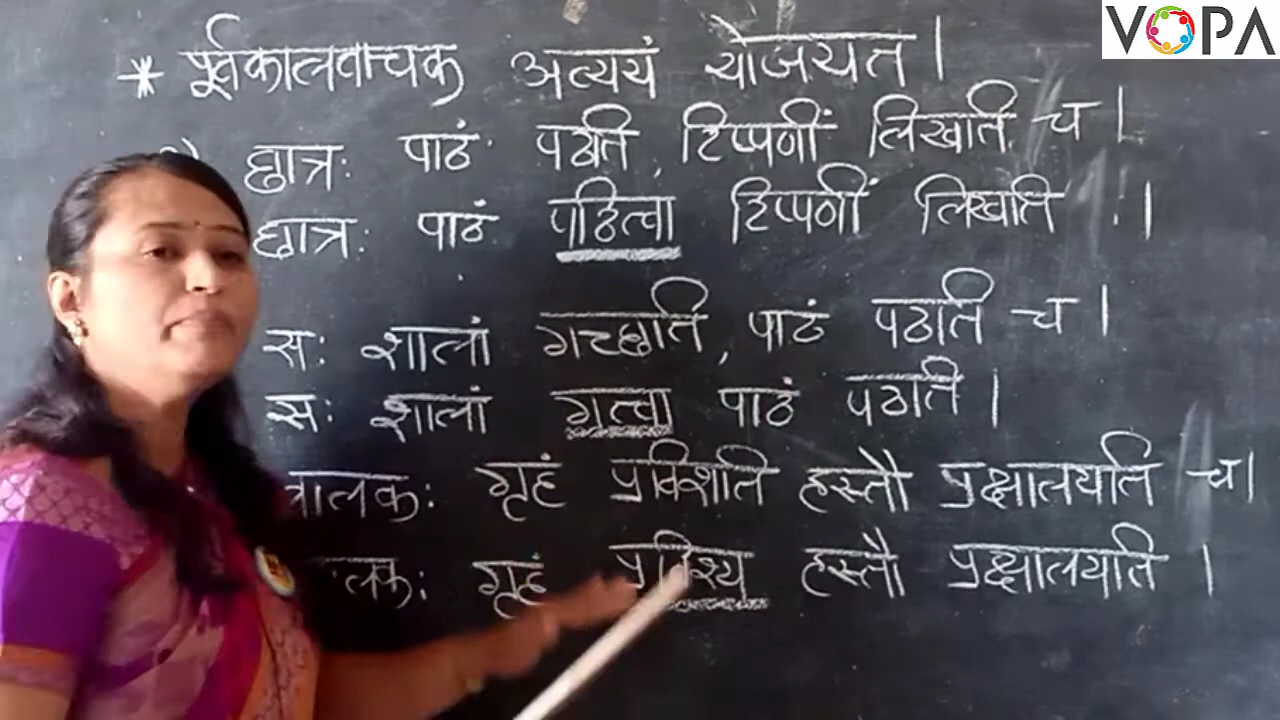 VOPA
* पूर्वकालवाचक अव्ययं योजयत ।
छात्रः पाठं पठति, टिप्पणीं लिखति च ।
छात्रः पाठं पठित्वा टिप्पणीं लिखति ।
सः शालां गच्छति, पाठं पठति च ।
सः शालां गत्वा पाठं पठति ।
बालकः गृहं प्रविशति हस्तौ प्रक्षालयति च ।
लकः गृहं प्रविश्य हस्तौ प्रक्षालयति ।